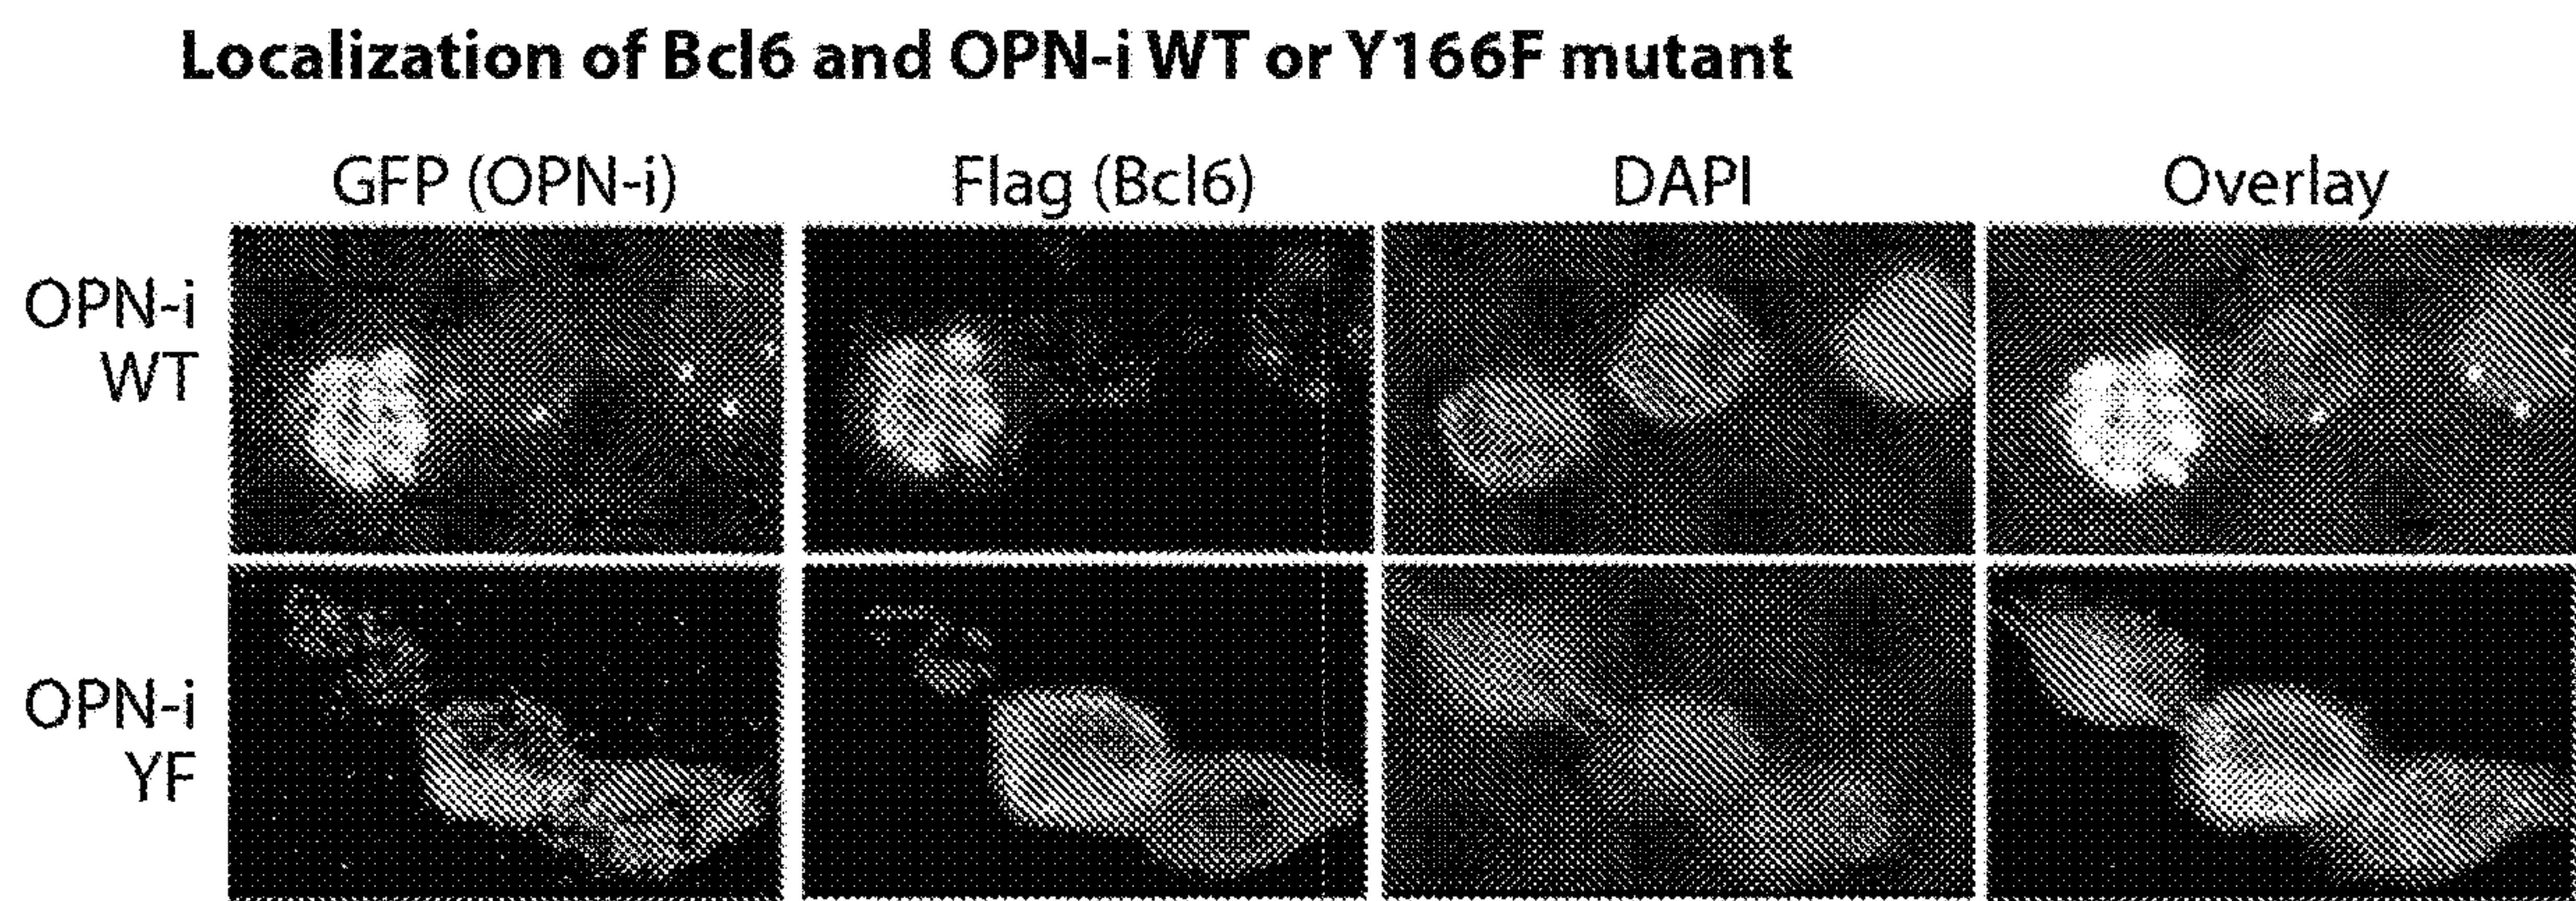 Localization of Bcl6 and OPN-i WT or Y166F mutant
GFP (OPN-i) Flag (Bcl6) DAPI Overlay
OPN-i
WT
OPN-i
YF